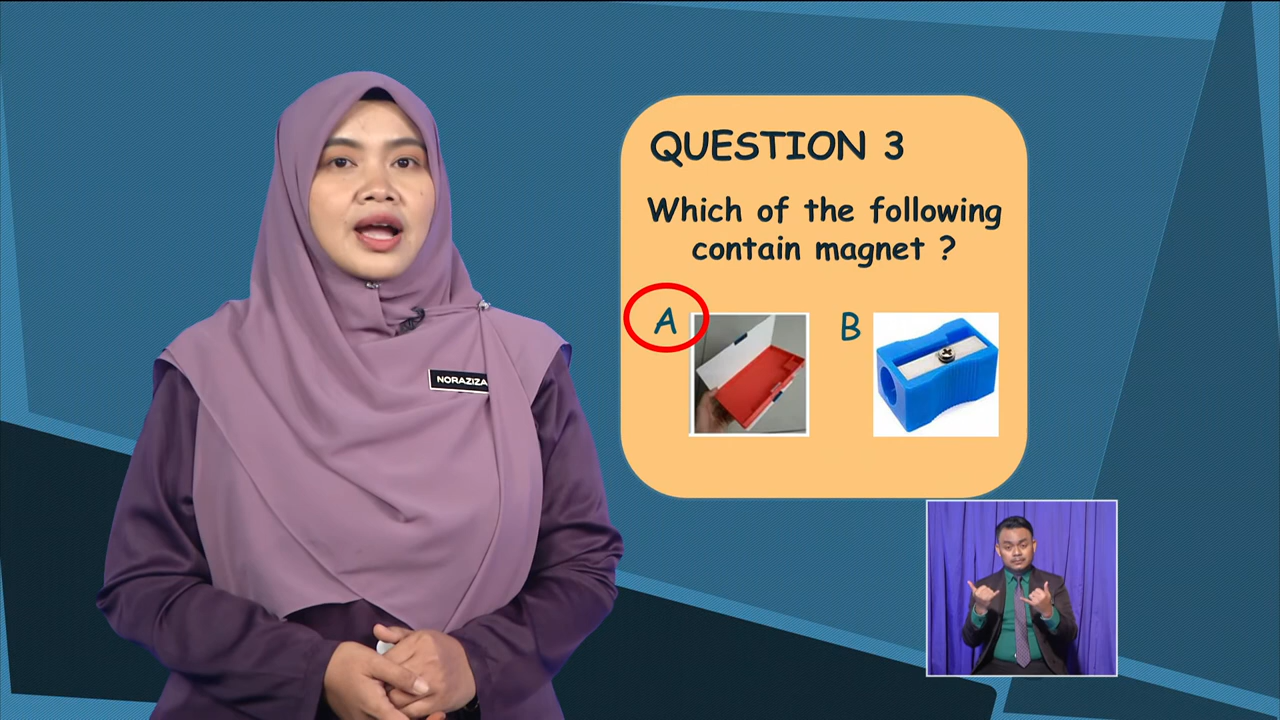 QUESTION 3
Which of the following
contain magnet ?
A
B
NORAZIZA